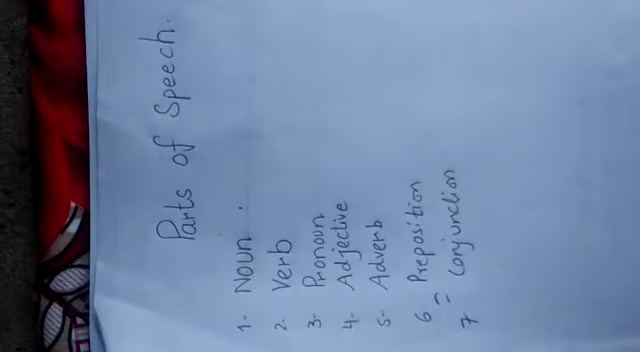 Parts of Speech.
1- Noun.
2- Verb
3- Pronoun
4- Adjective
5- Adverb
6 Preposition
7 = Conjunction